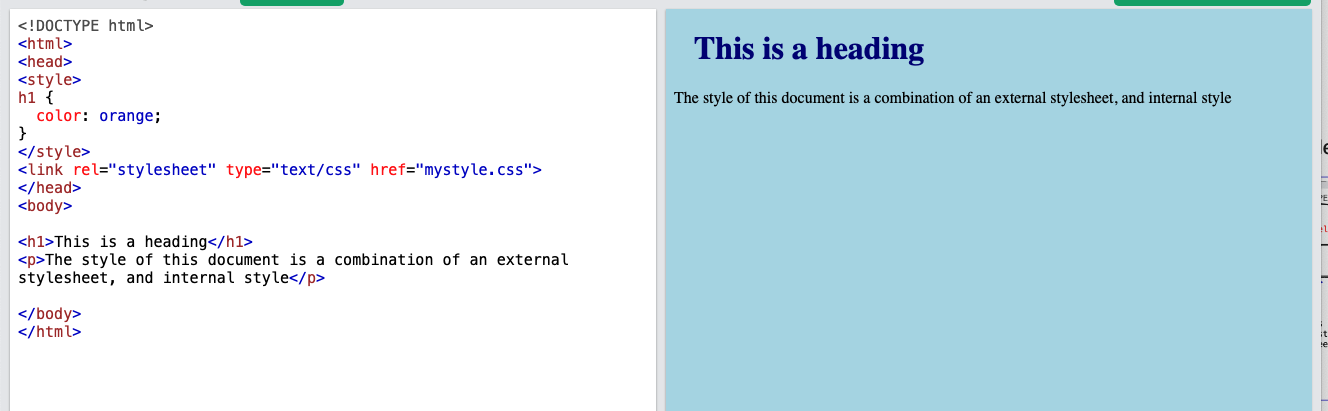 <!DOCTYPE html>
<html>
<head>
<style>
h1 {
  color: orange;
}
</style>
<link rel="stylesheet" type="text/css" href="mystyle.css">
</head>
<body>
<h1>This is a heading</h1>
<p>The style of this document is a combination of an external
stylesheet, and internal style</p>
</body>
</html>
This is a heading
The style of this document is a combination of an external stylesheet, and internal style